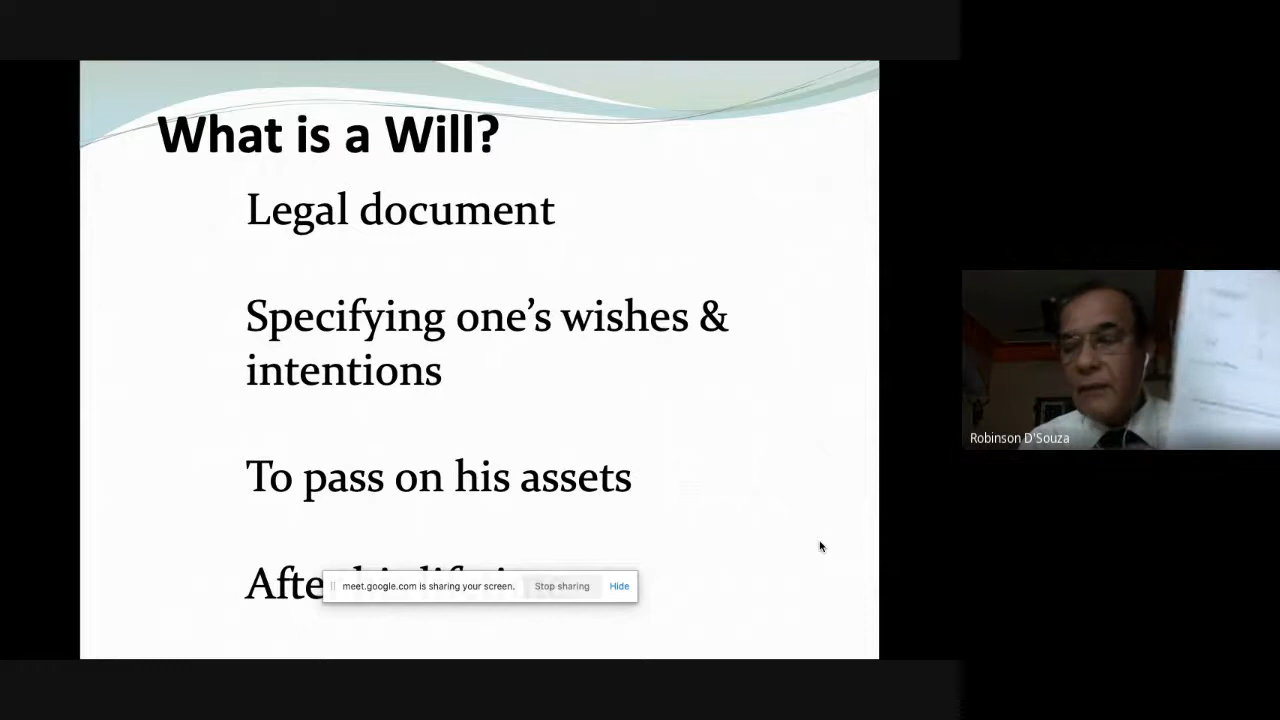 What is a Will?
Legal document
Specifying one’s wishes &
intentions
To pass on his assets
meet.google.com is sharing your screen. Stop sharing Hide
Robinson D'Souza